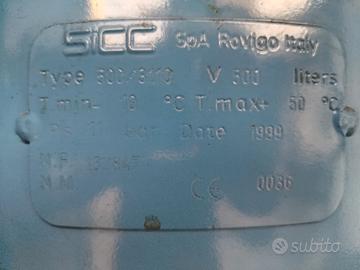 SICC SpA Rovigo Italy
Type 500/3110 V 500 liters
T.min- 10 °C T.max+ 50 °C
Ps 11 bar Date 1999
N.F.
N.M. CE 0036
subito